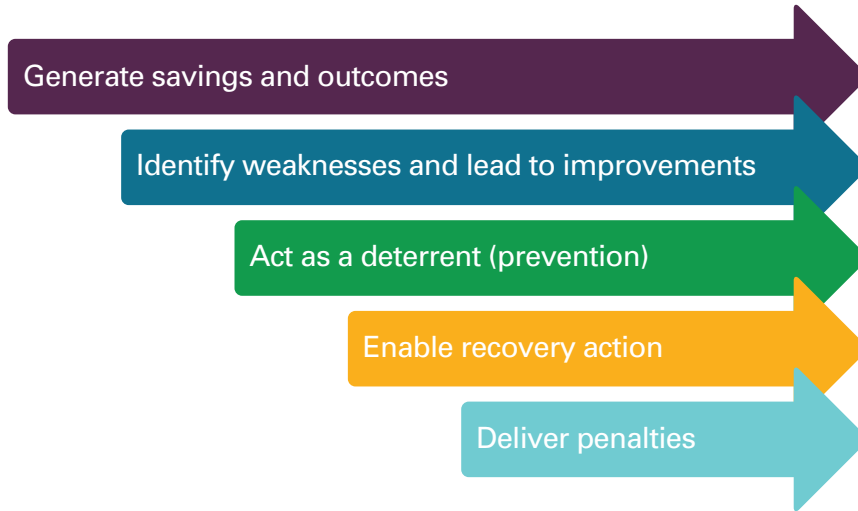 Generate savings and outcomes
Identify weaknesses and lead to improvements
Act as a deterrent (prevention)
Enable recovery action
Deliver penalties